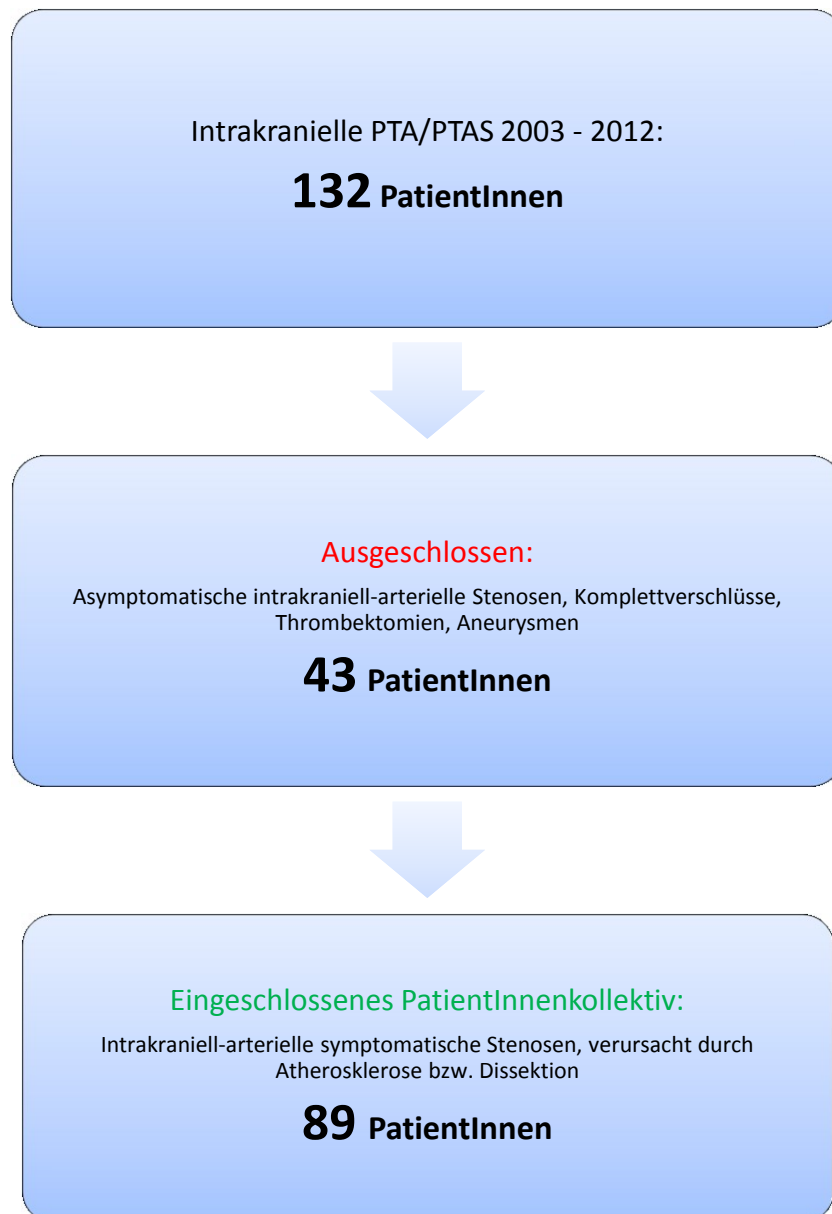 Intrakranielle PTA/PTAS 2003 - 2012:
132 PatientInnen
Ausgeschlossen:
Asymptomatische intrakraniell-arterielle Stenosen, Komplettverschlüsse,
Thrombektomien, Aneurysmen
43 PatientInnen
Eingeschlossenes PatientInnenkollektiv:
Intrakraniell-arterielle symptomatische Stenosen, verursacht durch
Atherosklerose bzw. Dissektion
89 PatientInnen